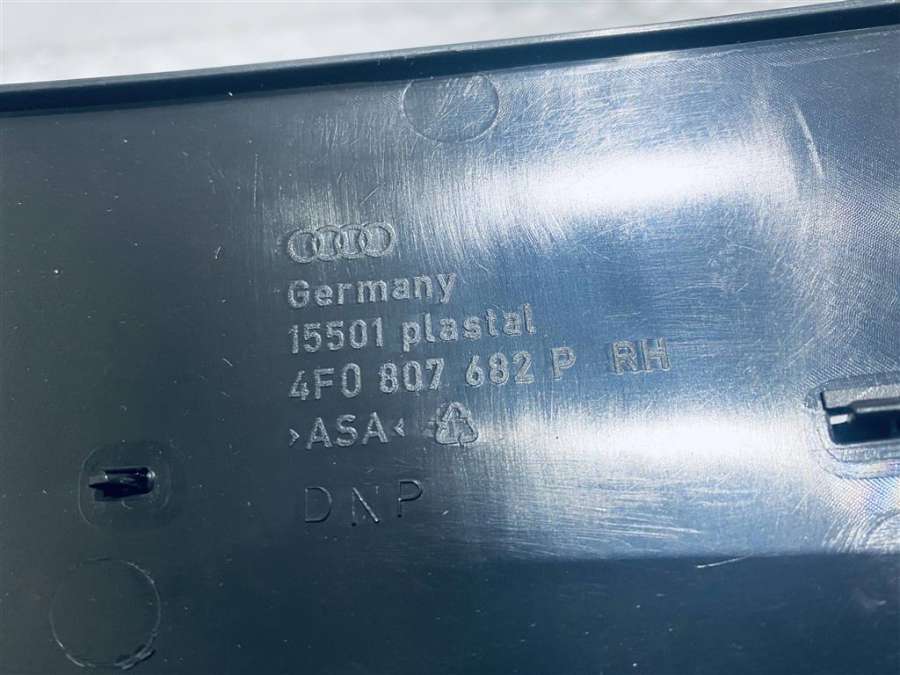 Germany
15501 plastal
4F0 807 682 P RH
>ASA<
DNP